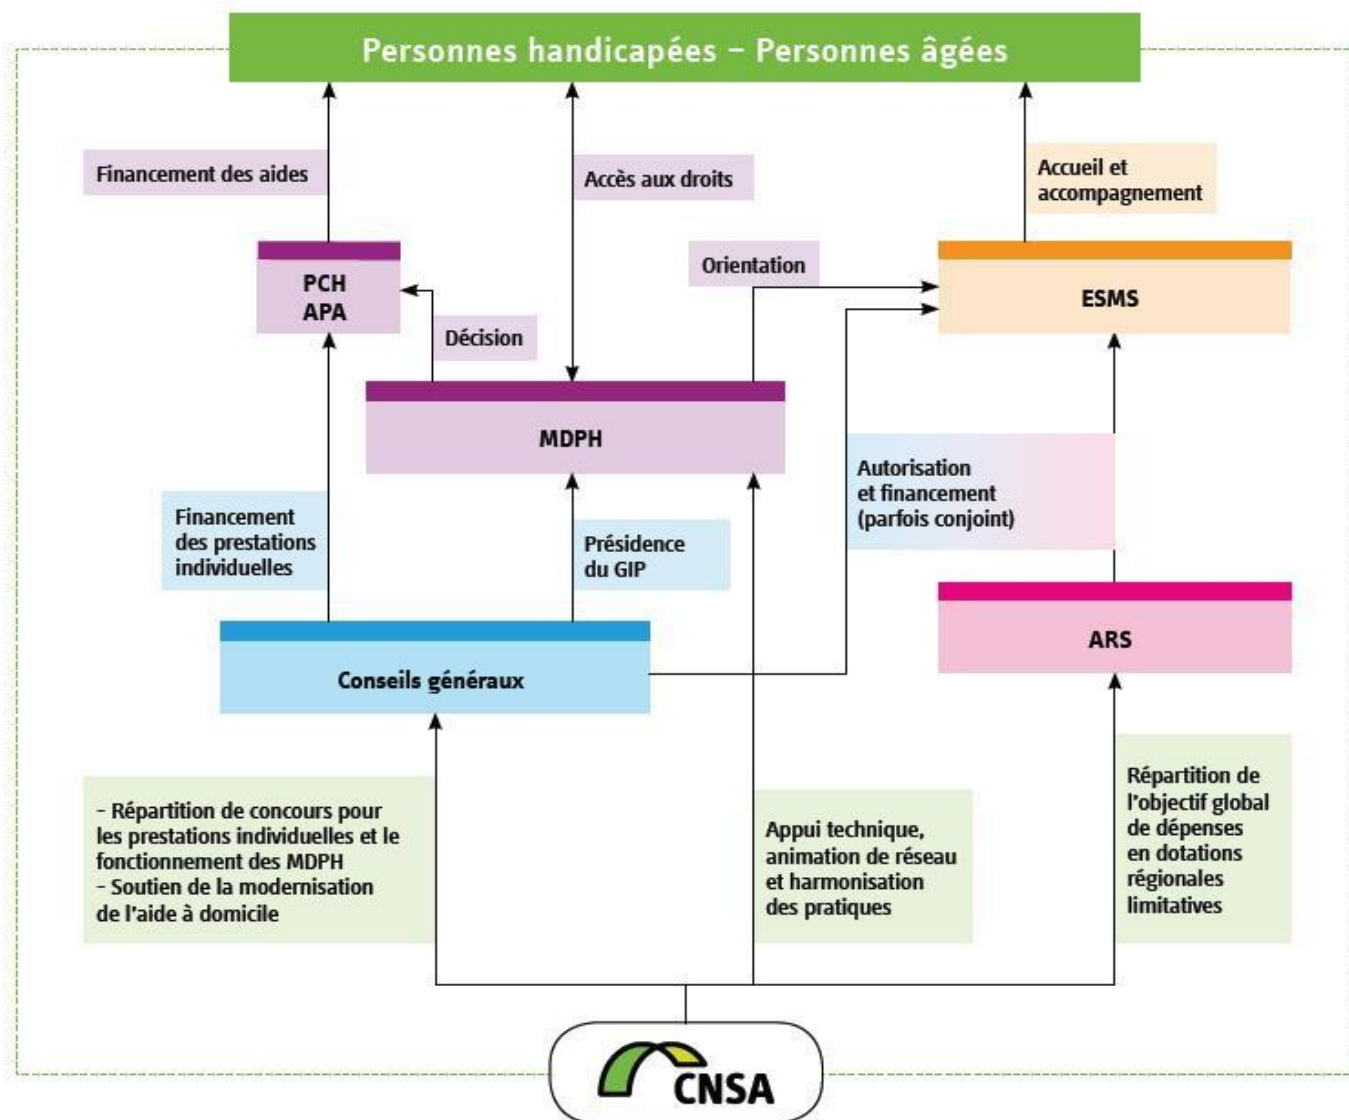 Personnes handicapées – Personnes âgées
Financement des aides
Accès aux droits
Accueil et
accompagnement
PCH
APA
Orientation
ESMS
Décision
MDPH
Autorisation
et financement
(parfois conjoint)
Financement
des prestations
individuelles
Présidence
du GIP
ARS
Conseils généraux
– Répartition de concours pour
les prestations individuelles et le
fonctionnement des MDPH
– Soutien de la modernisation
de l'aide à domicile
Appui technique,
animation de réseau
et harmonisation
des pratiques
Répartition de
l'objectif global
de dépenses
en dotations
régionales
limitatives
CNSA